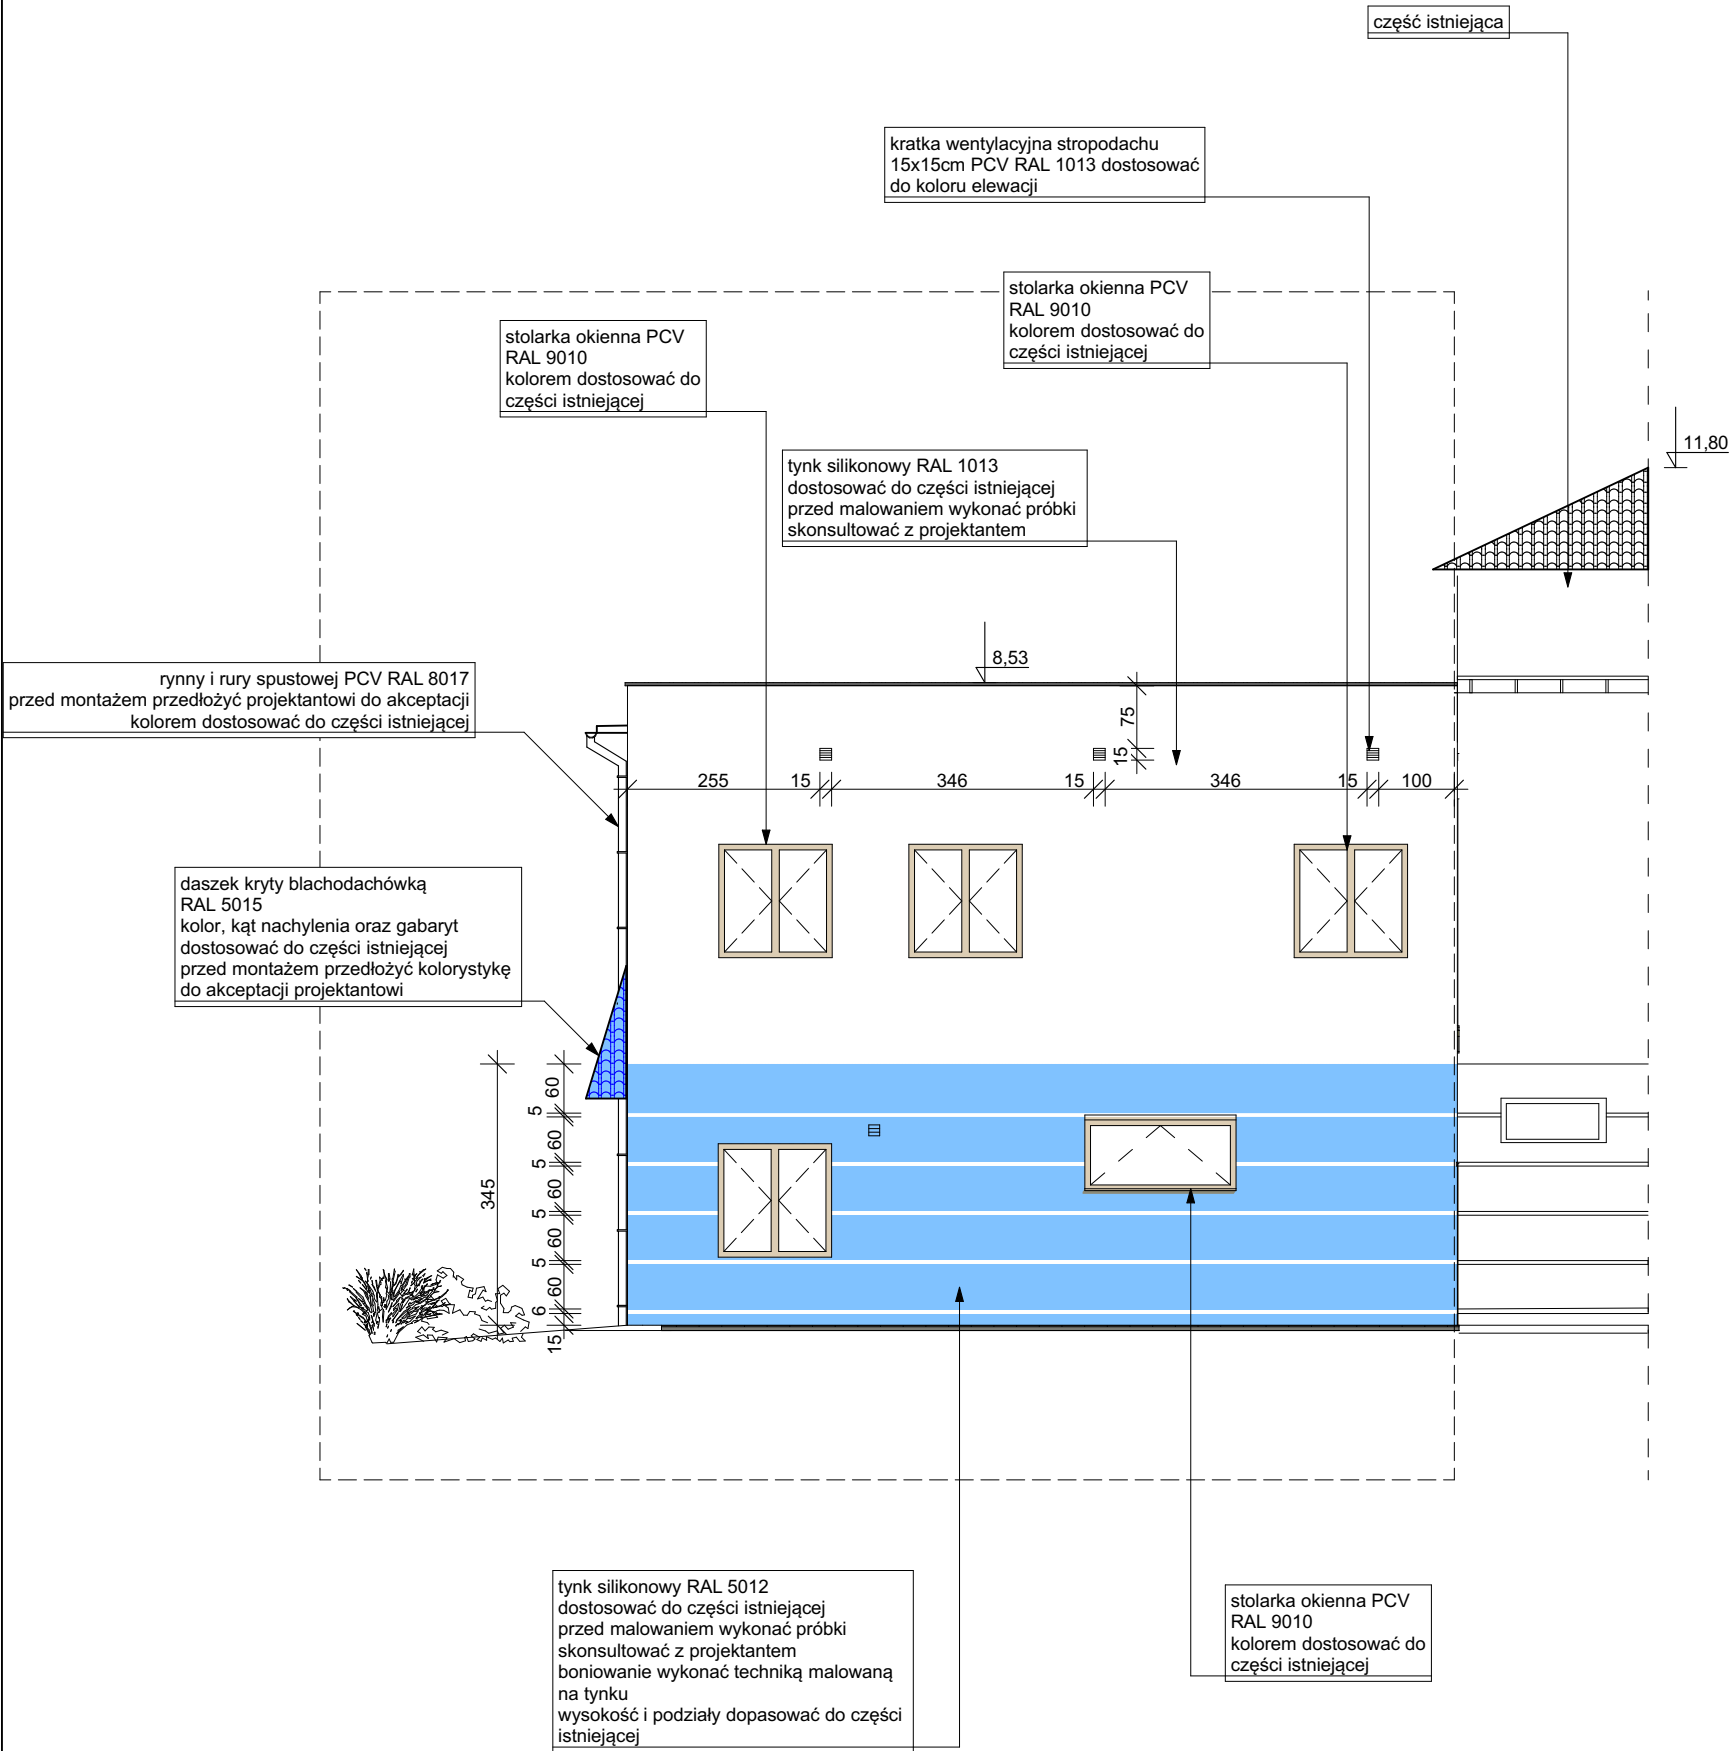 część istniejąca
kratka wentylacyjna stropodachu
15x15cm PCV RAL 1013 dostosować
do koloru elewacji
stolarka okienna PCV
RAL 9010
kolorem dostosować do
części istniejącej
stolarka okienna PCV
RAL 9010
kolorem dostosować do
części istniejącej
11,80
tynk silikonowy RAL 1013
dostosować do części istniejącej
przed malowaniem wykonać próbki
skonsultować z projektantem
8,53
rynny i rury spustowej PCV RAL 8017
przed montażem przedłożyć projektantowi do akceptacji
kolorem dostosować do części istniejącej
75
15
255 15 346 15 346 15 100
daszek kryty blachodachówką
RAL 5015
kolor, kąt nachylenia oraz gabaryt
dostosować do części istniejącej
przed montażem przedłożyć kolorystykę
do akceptacji projektantowi
345
60
5
60
5
60
5
60
5
60
6
15
tynk silikonowy RAL 5012
dostosować do części istniejącej
przed malowaniem wykonać próbki
skonsultować z projektantem
boniowanie wykonać techniką malowaną
na tynku
wysokość i podziały dopasować do części
istniejącej
stolarka okienna PCV
RAL 9010
kolorem dostosować do
części istniejącej